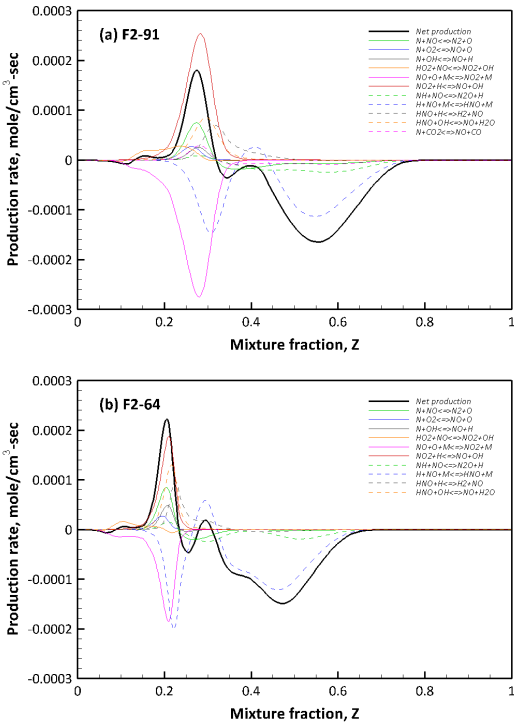 (a) F2-91
Net production
N+NO<=>N2+O
N+O2<=>NO+O
N+OH<=>NO+H
HO2+NO<=>NO2+OH
NO+O+M<=>NO2+M
NO2+H<=>NO+OH
NH+NO<=>N2O+H
H+NO+M<=>HNO+M
HNO+H<=>H2+NO
HNO+OH<=>NO+H2O
N+CO2<=>NO+CO
Production rate, mole/cm³-sec
0.0003
0.0002
0.0001
0
-0.0001
-0.0002
-0.0003
0
0.2
0.4
0.6
0.8
1
Mixture fraction, Z
(b) F2-64
Net production
N+NO<=>N2+O
N+O2<=>NO+O
N+OH<=>NO+H
HO2+NO<=>NO2+OH
NO+O+M<=>NO2+M
NO2+H<=>NO+OH
NH+NO<=>N2O+H
H+NO+M<=>HNO+M
HNO+H<=>H2+NO
HNO+OH<=>NO+H2O
Production rate, mole/cm³-sec
0.0003
0.0002
0.0001
0
-0.0001
-0.0002
-0.0003
0
0.2
0.4
0.6
0.8
1
Mixture fraction, Z